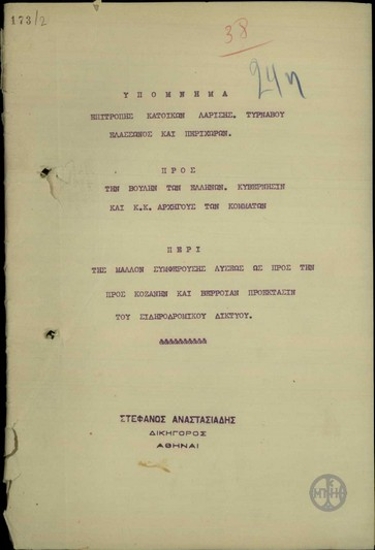 173/2
38
24η
ΥΠΟΜΝΗΜΑ
ΕΠΙΤΡΟΠΗΣ ΚΑΤΟΙΚΩΝ ΛΑΡΙΣΗΣ, ΤΥΡΝΑΒΟΥ
ΕΛΑΣΣΩΝΟΣ ΚΑΙ ΠΕΡΙΧΩΡΩΝ.
ΠΡΟΣ
ΤΗΝ ΒΟΥΛΗΝ ΤΩΝ ΕΛΛΗΝΩΝ, ΚΥΒΕΡΝΗΣΙΝ
ΚΑΙ Κ.Κ. ΑΡΧΗΓΟΥΣ ΤΩΝ ΚΟΜΜΑΤΩΝ
ΠΕΡΙ
ΤΗΣ ΜΑΛΛΟΝ ΣΥΜΦΕΡΟΥΣΗΣ ΛΥΣΕΩΣ ΩΣ ΠΡΟΣ ΤΗΝ
ΠΡΟΣ ΚΟΖΑΝΗΝ ΚΑΙ ΒΕΡΡΟΙΑΝ ΠΡΟΕΚΤΑΣΙΝ
ΤΟΥ ΣΙΔΗΡΟΔΡΟΜΙΚΟΥ ΔΙΚΤΥΟΥ.
&&&&&&&&&&
ΣΤΕΦΑΝΟΣ ΑΝΑΣΤΑΣΙΑΔΗΣ
ΔΙΚΗΓΟΡΟΣ
ΑΘΗΝΑΙ